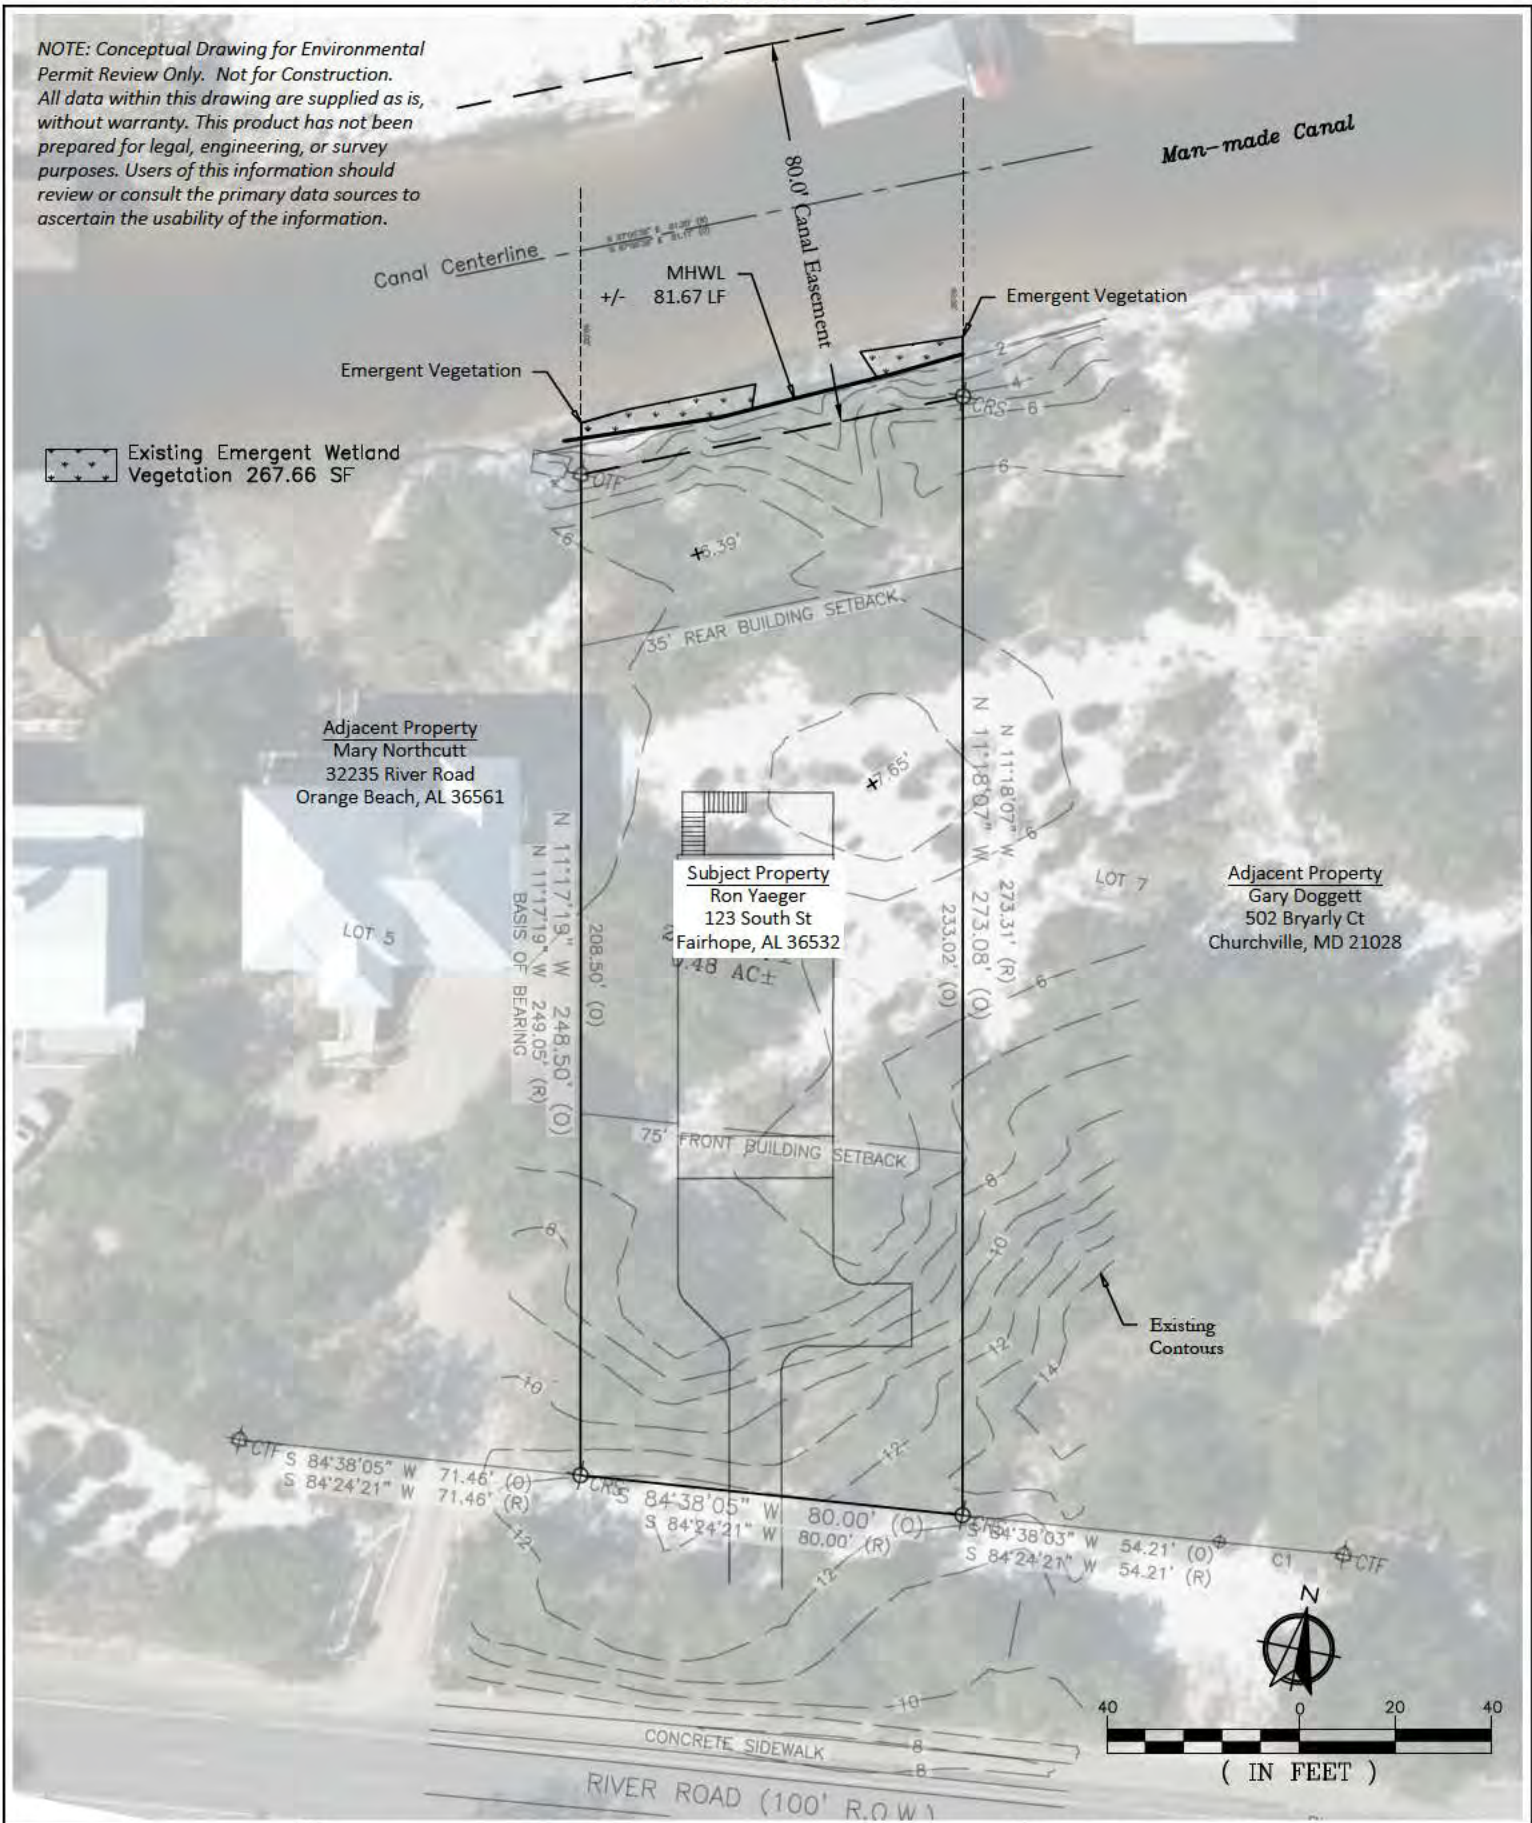 NOTE: Conceptual Drawing for Environmental
Permit Review Only. Not for Construction.
All data within this drawing are supplied as is,
without warranty. This product has not been
prepared for legal, engineering, or survey
purposes. Users of this information should
review or consult the primary data sources to
ascertain the usability of the information.
Man-made Canal
80.0' Canal Easement
Canal Centerline
MHWL
+/- 81.67 LF
Emergent Vegetation
Emergent Vegetation
Existing Emergent Wetland
Vegetation 267.66 SF
2
4
6
CRS
OTF
6
6
6.39'
35' REAR BUILDING SETBACK
7.65'
6
Adjacent Property
Mary Northcutt
32235 River Road
Orange Beach, AL 36561
Subject Property
Ron Yaeger
123 South St
Fairhope, AL 36532
.48 AC±
Adjacent Property
Gary Doggett
502 Bryarly Ct
Churchville, MD 21028
LOT 5
LOT 7
N 11°17'19" W 248.50' (O)
N 11°17'19" W 249.05' (R)
BASIS OF BEARING
208.50' (O)
N 11°18'07" W 273.31' (R)
N 11°18'07" W 273.08' (O)
233.02' (O)
6
75' FRONT BUILDING SETBACK
8
8
10
12
14
10
12
Existing
Contours
CTF
S 84°38'05" W 71.46' (O)
S 84°24'21" W 71.46' (R)
CRS
S 84°38'05" W 80.00' (O)
S 84°24'21" W 80.00' (R)
S 84°38'03" W 54.21' (O)
S 84°24'21" W 54.21' (R)
C1
CTF
12
12
N
10
8
8
CONCRETE SIDEWALK
RIVER ROAD (100' R.O.W.)
40 0 20 40
( IN FEET )